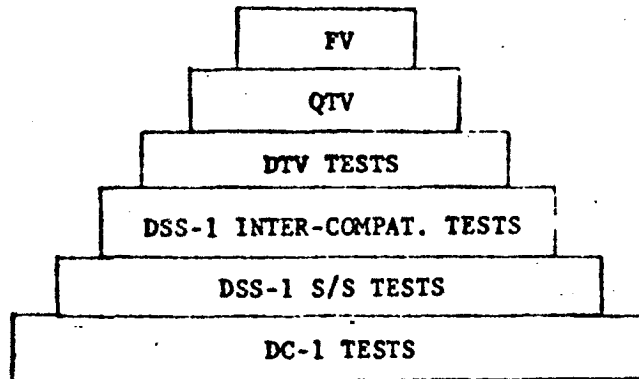 FV
QTV
DTV TESTS
DSS-1 INTER-COMPAT. TESTS
DSS-1 S/S TESTS
DC-1 TESTS